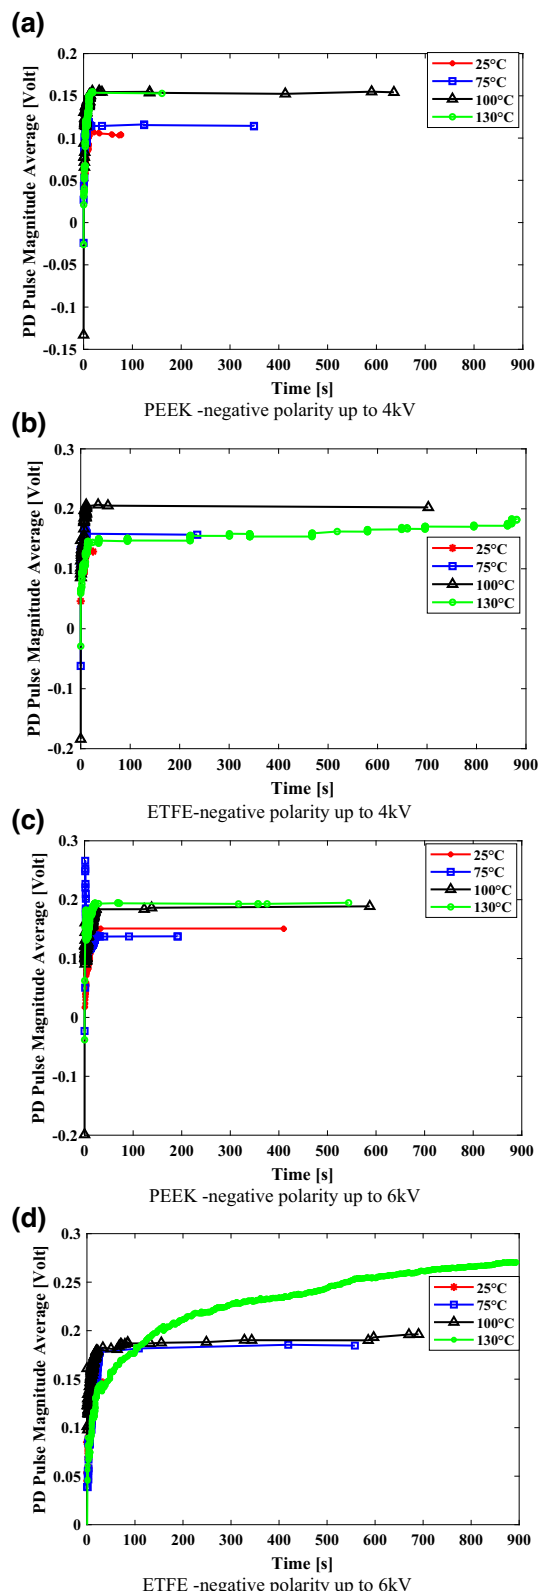 (a)
0.2
0.15
0.1
0.05
0
-0.05
-0.1
-0.15
PD Pulse Magnitude Average [Volt]
25°C
75°C
100°C
130°C
0 100 200 300 400 500 600 700 800 900
Time [s]
PEEK -negative polarity up to 4kV
(b)
0.3
0.2
0.1
0
-0.1
-0.2
PD Pulse Magnitude Average [Volt]
25°C
75°C
100°C
130°C
0 100 200 300 400 500 600 700 800 900
Time [s]
ETFE-negative polarity up to 4kV
(c)
0.3
0.2
0.1
0
-0.1
-0.2
PD Pulse Magnitude Average [Volt]
25°C
75°C
100°C
130°C
0 100 200 300 400 500 600 700 800 900
Time [s]
PEEK -negative polarity up to 6kV
(d)
0.3
0.25
0.2
0.15
0.1
0.05
0
PD Pulse Magnitude Average [Volt]
25°C
75°C
100°C
130°C
0 100 200 300 400 500 600 700 800 900
Time [s]
ETFE -negative polarity up to 6kV